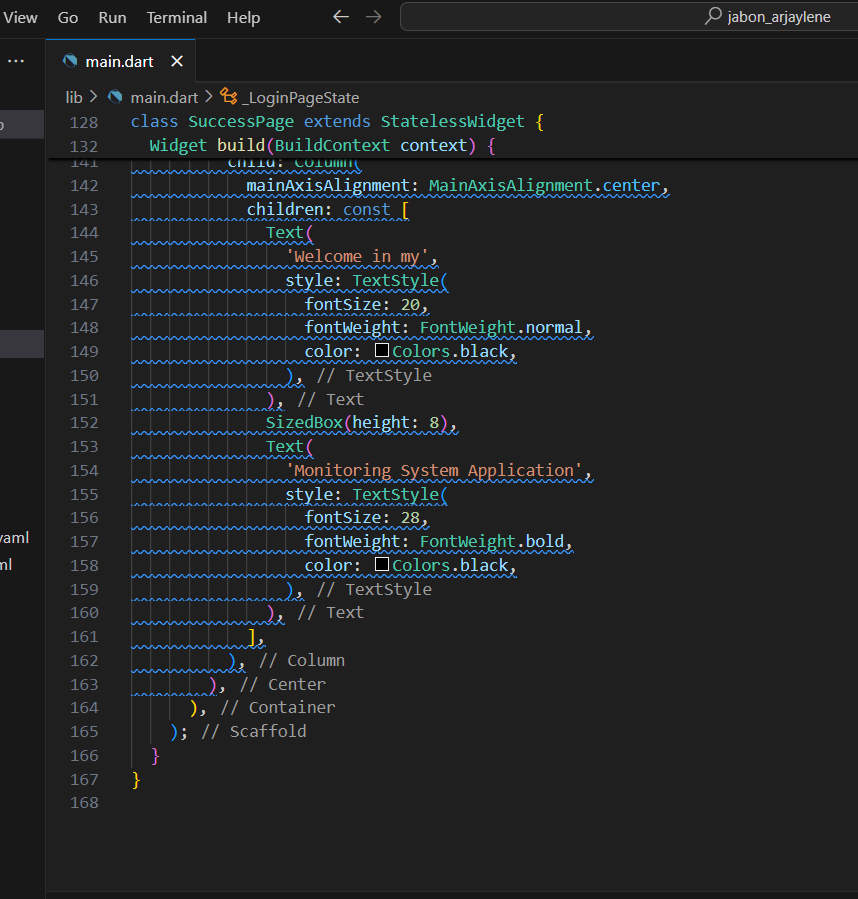 View Go Run Terminal Help jabon_arjaylene
main.dart
lib > main.dart > _LoginPageState
128 class SuccessPage extends StatelessWidget {
132 Widget build(BuildContext context) {
141 child: Column(
142 mainAxisAlignment: MainAxisAlignment.center,
143 children: const [
144 Text(
145 'Welcome in my',
146 style: TextStyle(
147 fontSize: 20,
148 fontWeight: FontWeight.normal,
149 color: Colors.black,
150 ), // TextStyle
151 ), // Text
152 SizedBox(height: 8),
153 Text(
154 'Monitoring System Application',
155 style: TextStyle(
156 fontSize: 28,
157 fontWeight: FontWeight.bold,
158 color: Colors.black,
159 ), // TextStyle
160 ), // Text
161 ],
162 ), // Column
163 ), // Center
164 ), // Container
165 ); // Scaffold
166 }
167 }
168